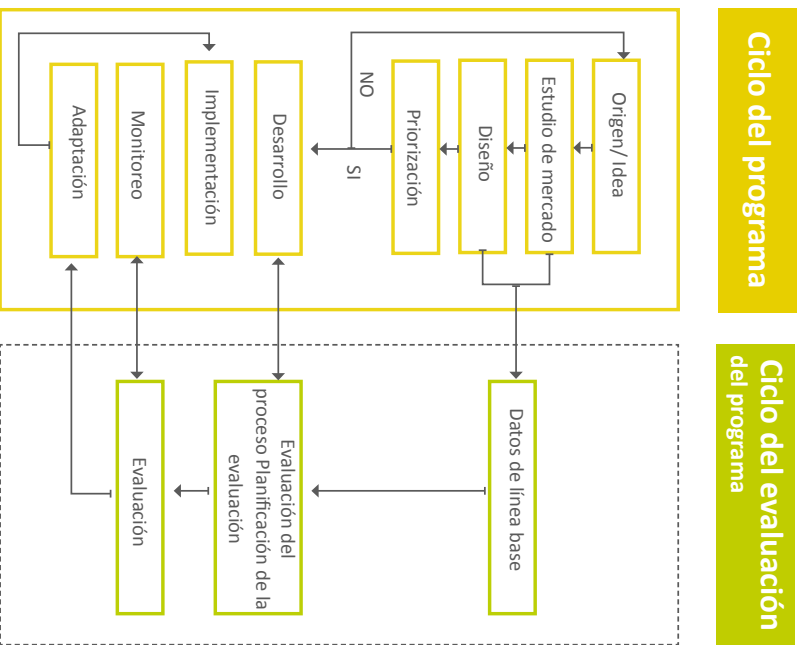 Ciclo del programa
Origen/ Idea
Estudio de mercado
Diseño
Priorización
NO
SI
Desarrollo
Implementación
Monitoreo
Adaptación
Ciclo del evaluación
del programa
Datos de línea base
Evaluación del
proceso Planificación de la
evaluación
Evaluación